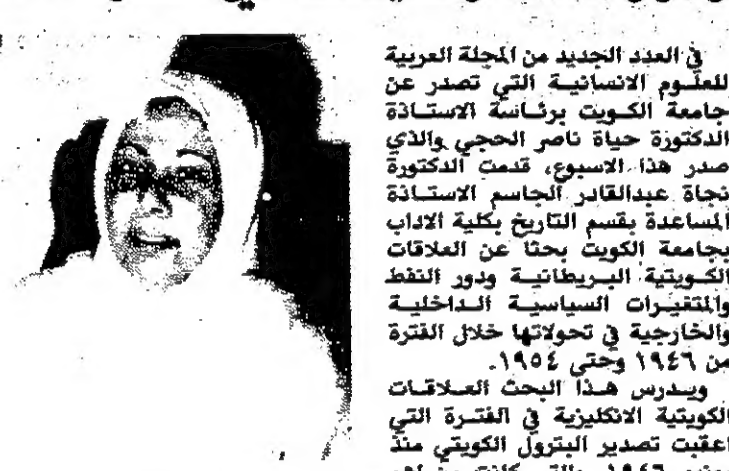 في العدد الجديد من المجلة العربية
للعلوم الانسانية التي تصدر عن
جامعة الكويت برئاسة الاستاذة
الدكتورة حياة ناصر الحجي والذي
صدر هذا الاسبوع، قدمت الدكتورة
نجاة عبدالقادر الجاسم الاستاذة
المساعدة بقسم التاريخ بكلية الاداب
بجامعة الكويت بحثا عن العلاقات
الكويتية البريطانية ودور النفط
والمتغيرات السياسية الداخلية
والخارجية في تحولاتها خلال الفترة
من ١٩٤٦ وحتى ١٩٥٤.
ويدرس هذا البحث العلاقات
الكويتية الانكليزية في الفترة التي
اعقبت تصدير البترول الكويتي منذ